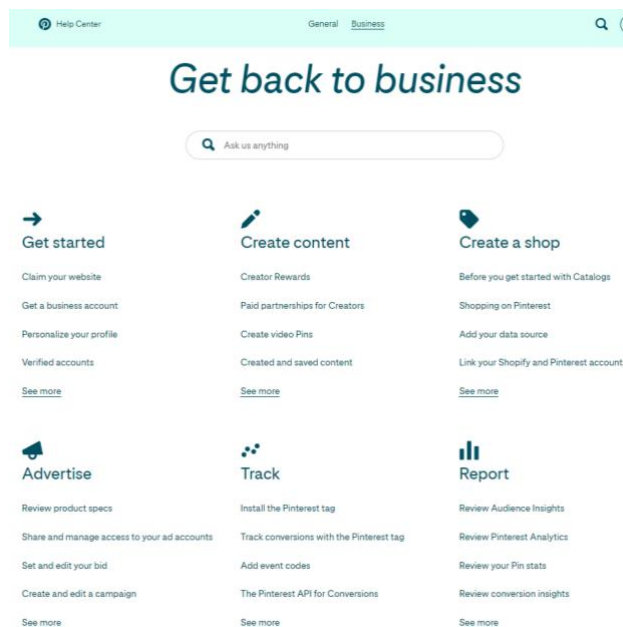 Help Center
General
Business
Get back to business
Ask us anything
Get started
Claim your website
Get a business account
Personalize your profile
Verified accounts
See more
Create content
Creator Rewards
Paid partnerships for Creators
Create video Pins
Created and saved content
See more
Create a shop
Before you get started with Catalogs
Shopping on Pinterest
Add your data source
Link your Shopify and Pinterest account
See more
Advertise
Review product specs
Share and manage access to your ad accounts
Set and edit your bid
Create and edit a campaign
See more
Track
Install the Pinterest tag
Track conversions with the Pinterest tag
Add event codes
The Pinterest API for Conversions
See more
Report
Review Audience Insights
Review Pinterest Analytics
Review your Pin stats
Review conversion insights
See more